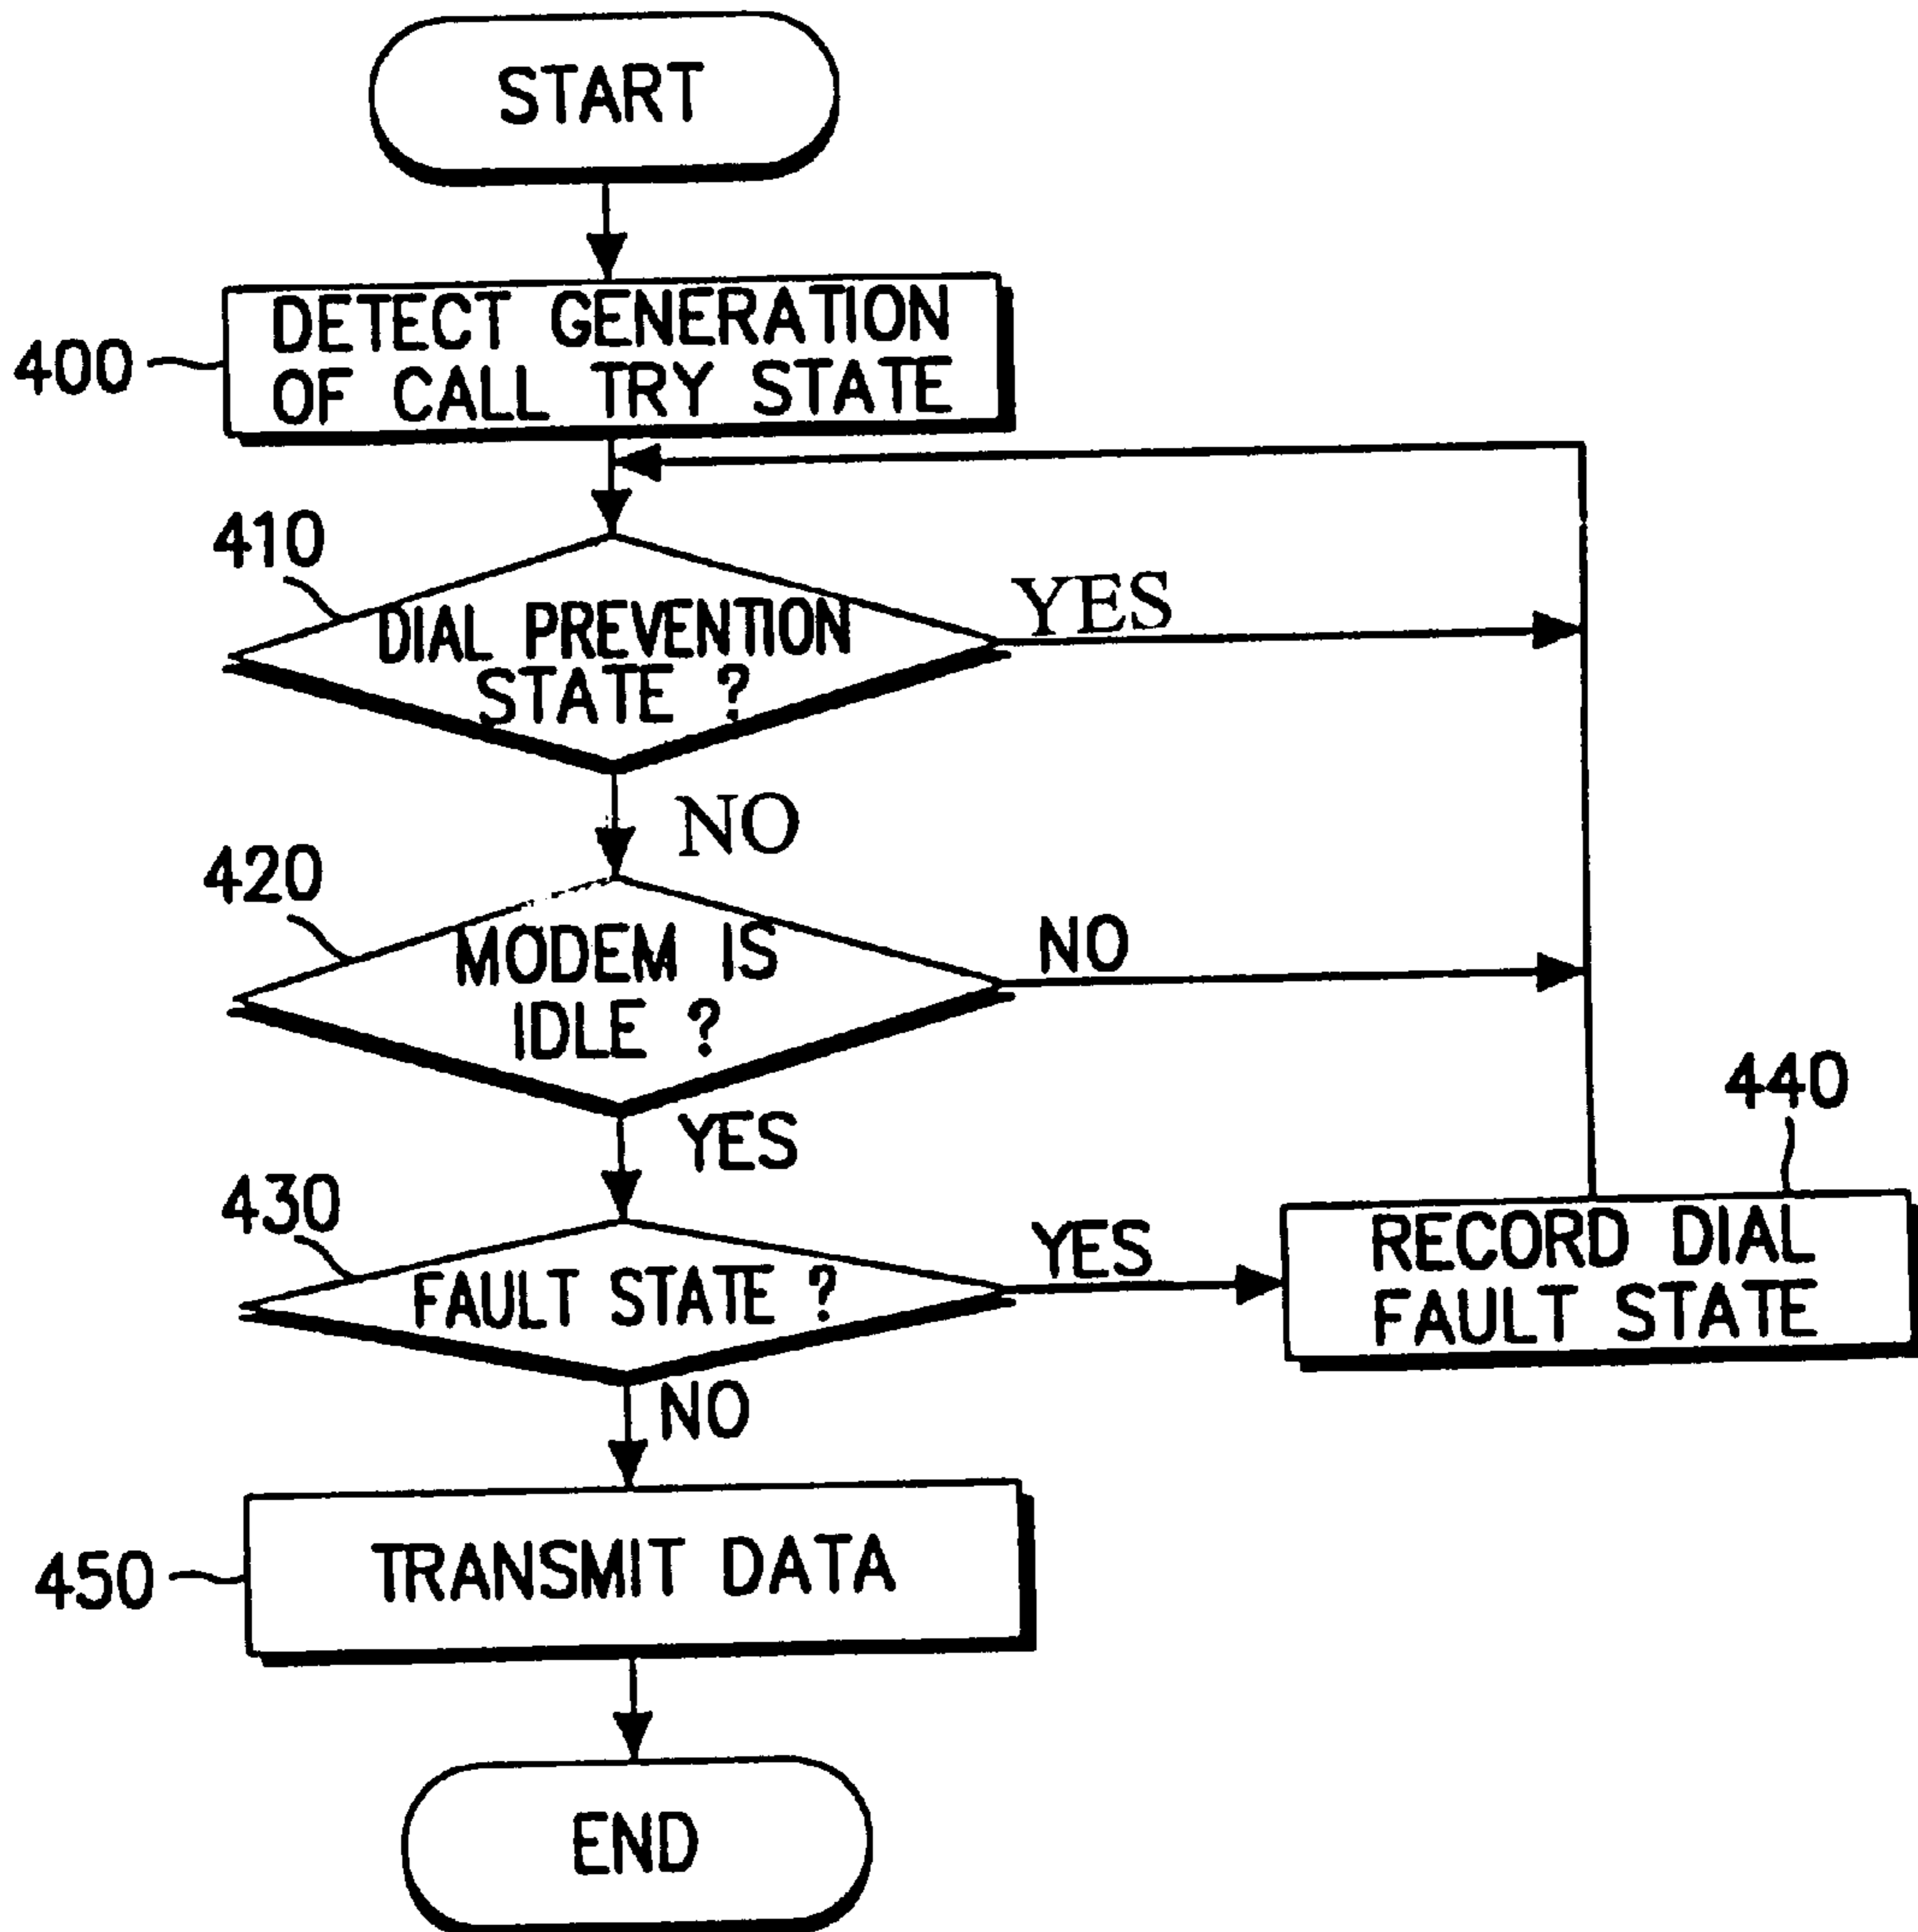 START
400
DETECT GENERATION
OF CALL TRY STATE
410
DIAL PREVENTION
STATE ?
YES
NO
420
MODEM IS
IDLE ?
NO
YES
430
FAULT STATE ?
YES
440
RECORD DIAL
FAULT STATE
NO
450
TRANSMIT DATA
END